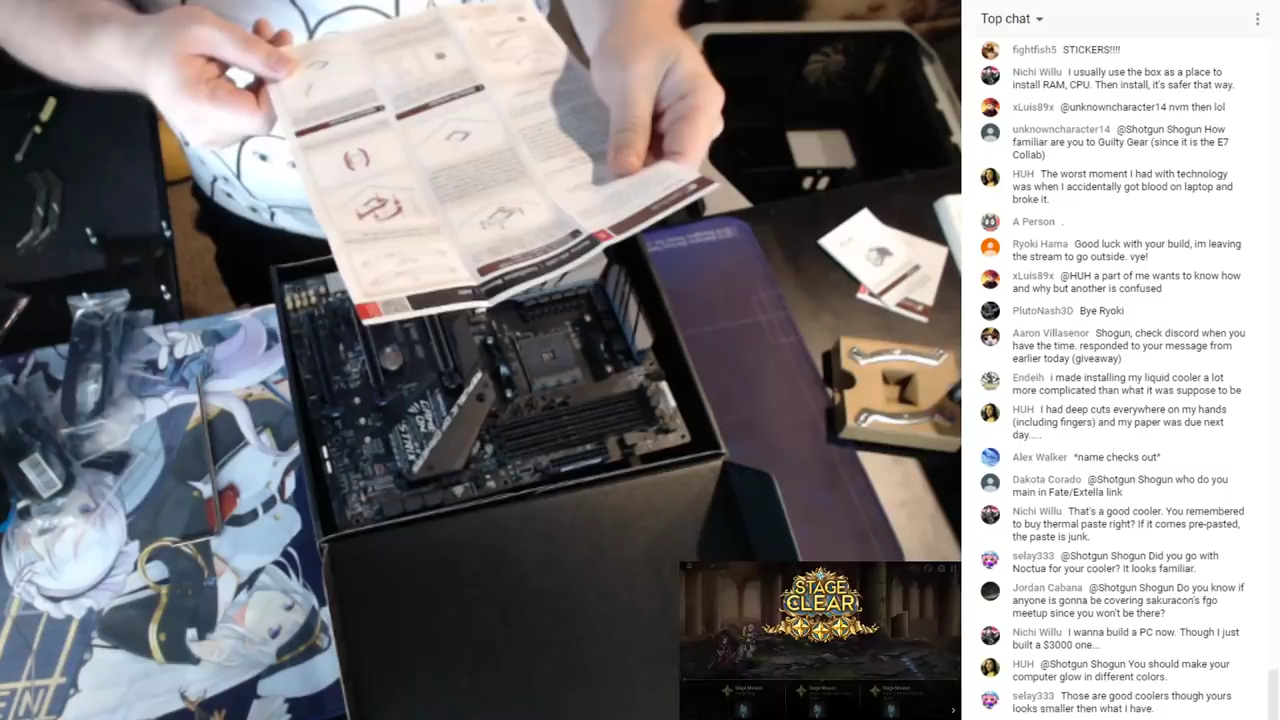 Top chat
fightfish5 STICKERS!!!!
Nichi Willu I usually use the box as a place to
install RAM, CPU. Then install, it's safer that way.
xLuis89x @unknowncharacter14 nvm then lol
unknowncharacter14 @Shotgun Shogun How
familiar are you to Guilty Gear (since it is the E7
Collab)
HUH The worst moment I had with technology
was when I accidentally got blood on laptop and
broke it.
A Person .
Ryoki Hama Good luck with your build, im leaving
the stream to go outside. vye!
xLuis89x @HUH a part of me wants to know how
and why but another is confused
PlutoNash3D Bye Ryoki
Aaron Villasenor Shogun, check discord when you
have the time. responded to your message from
earlier today (giveaway)
Endeih i made installing my liquid cooler a lot
more complicated than what it was suppose to be
HUH I had deep cuts everywhere on my hands
(including fingers) and my paper was due next
day.....
Alex Walker *name checks out*
Dakota Corado @Shotgun Shogun who do you
main in Fate/Extella link
Nichi Willu That's a good cooler. You remembered
to buy thermal paste right? If it comes pre-pasted,
the paste is junk.
selay333 @Shotgun Shogun Did you go with
Noctua for your cooler? It looks familiar.
Jordan Cabana @Shotgun Shogun Do you know if
anyone is gonna be covering sakuracon's fgo
meetup since you won't be there?
Nichi Willu I wanna build a PC now. Though I just
built a $3000 one...
HUH @Shotgun Shogun You should make your
computer glow in different colors.
selay333 Those are good coolers though yours
looks smaller then what i have.
STAGE
CLEAR